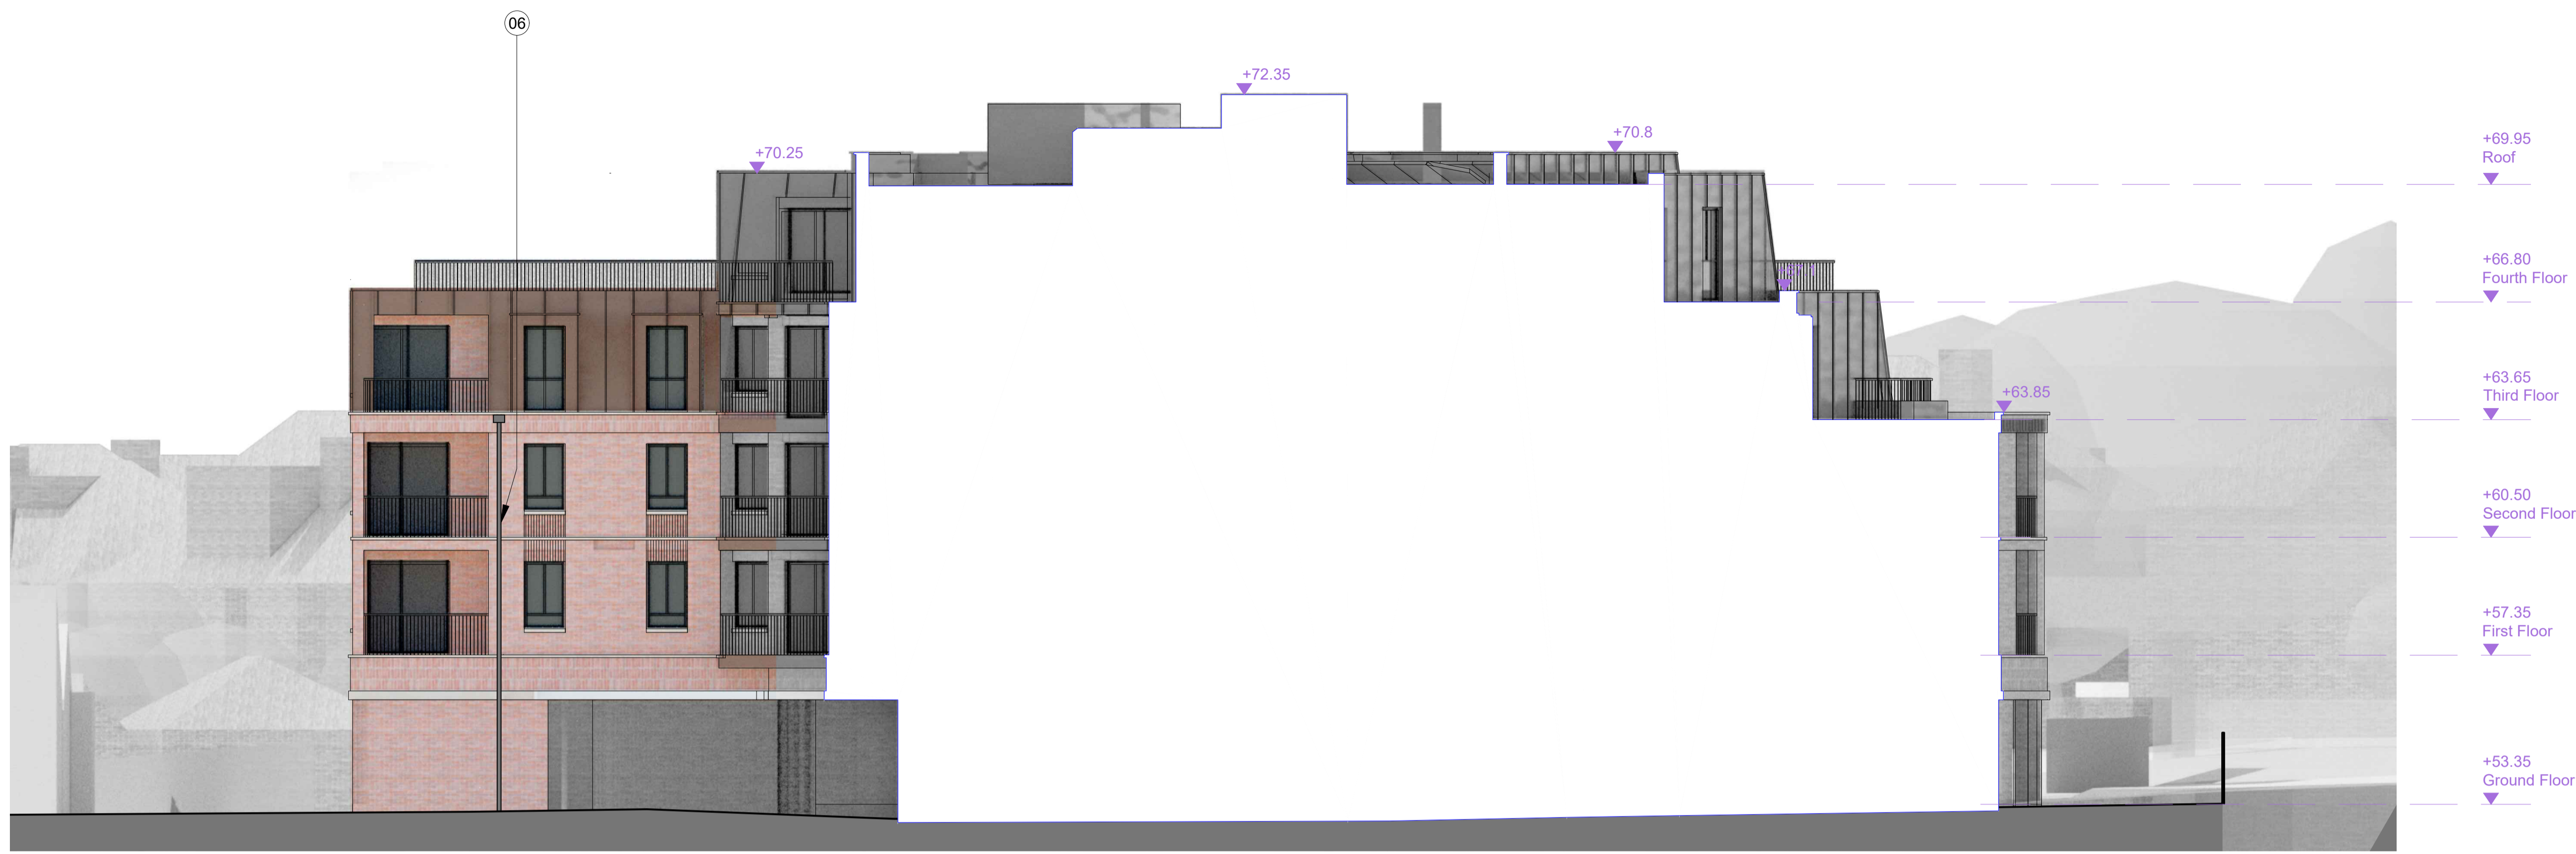 06
+72.35
+70.25
+70.8
+63.85
+69.95
Roof
+66.80
Fourth Floor
+63.65
Third Floor
+60.50
Second Floor
+57.35
First Floor
+53.35
Ground Floor